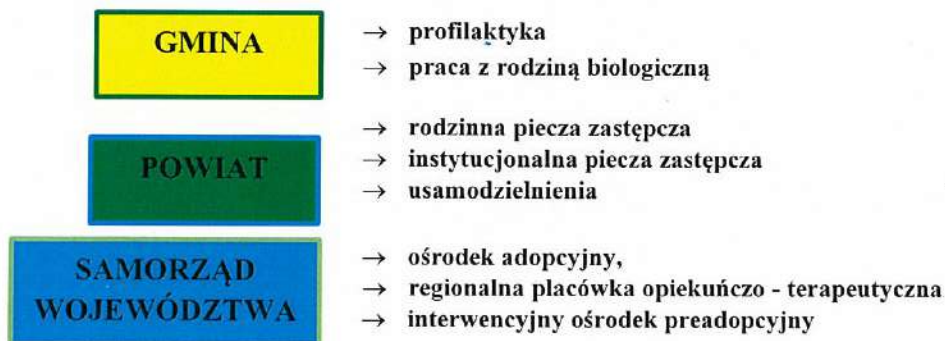 GMINA
→ profilaktyka
→ praca z rodziną biologiczną
POWIAT
→ rodzinna piecza zastępcza
→ instytucjonalna piecza zastępcza
→ usamodzielnienia
SAMORZĄD
WOJEWÓDZTWA
→ ośrodek adopcyjny,
→ regionalna placówka opiekuńczo - terapeutyczna
→ interwencyjny ośrodek preadopcyjny